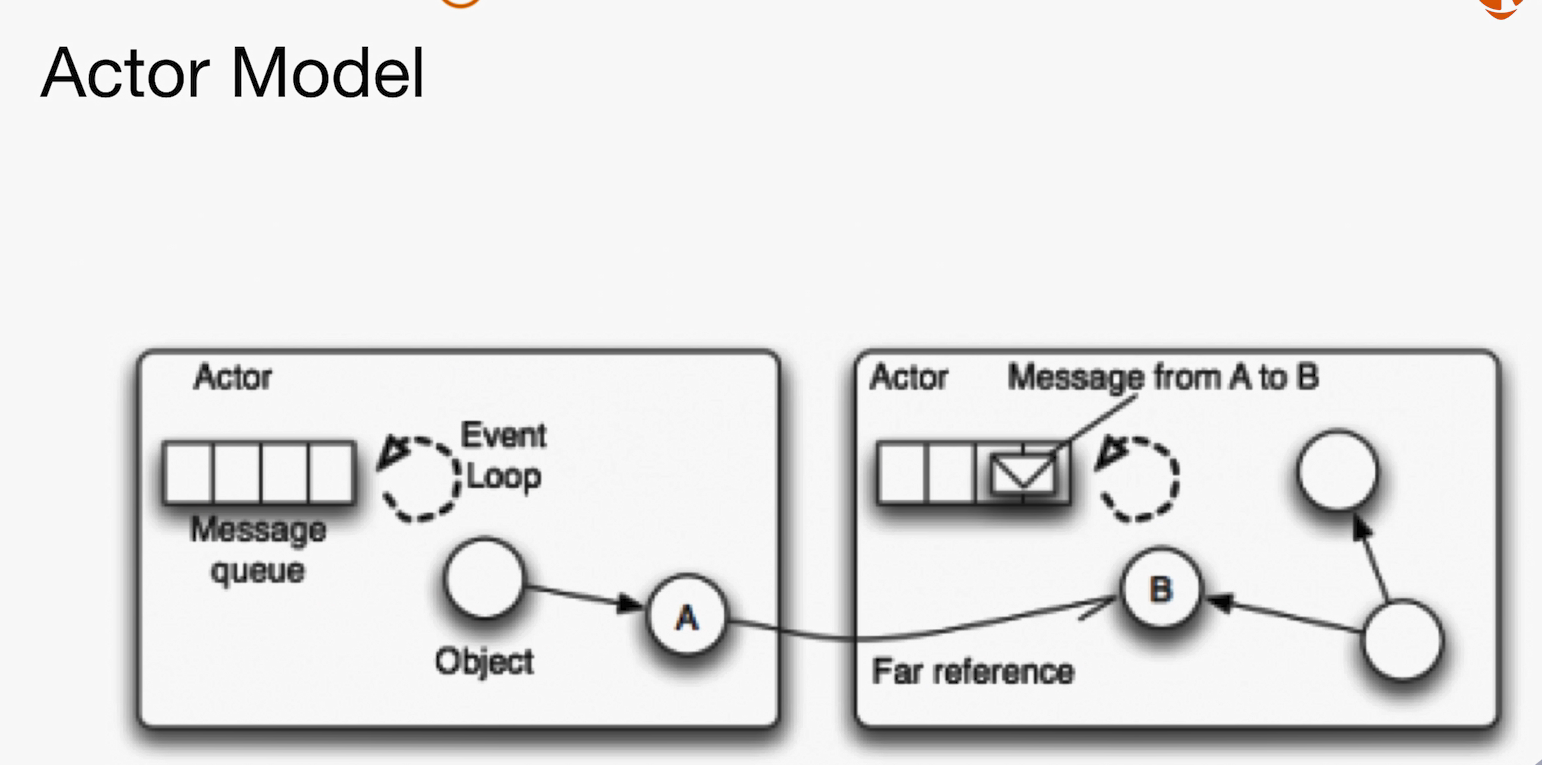 Actor Model
Actor
Event
Loop
Message
queue
Object
A
Actor
Message from A to B
B
Far reference